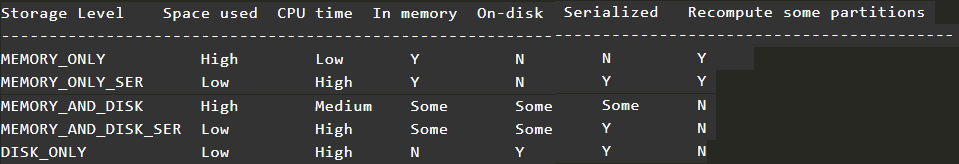 Storage Level Space used CPU time In memory On-disk Serialized Recompute some partitions
----------------------------------------------------------------------------------------------------
MEMORY_ONLY High Low Y N N Y
MEMORY_ONLY_SER Low High Y N Y Y
MEMORY_AND_DISK High Medium Some Some Some N
MEMORY_AND_DISK_SER Low High Some Some Y N
DISK_ONLY Low High N Y Y N